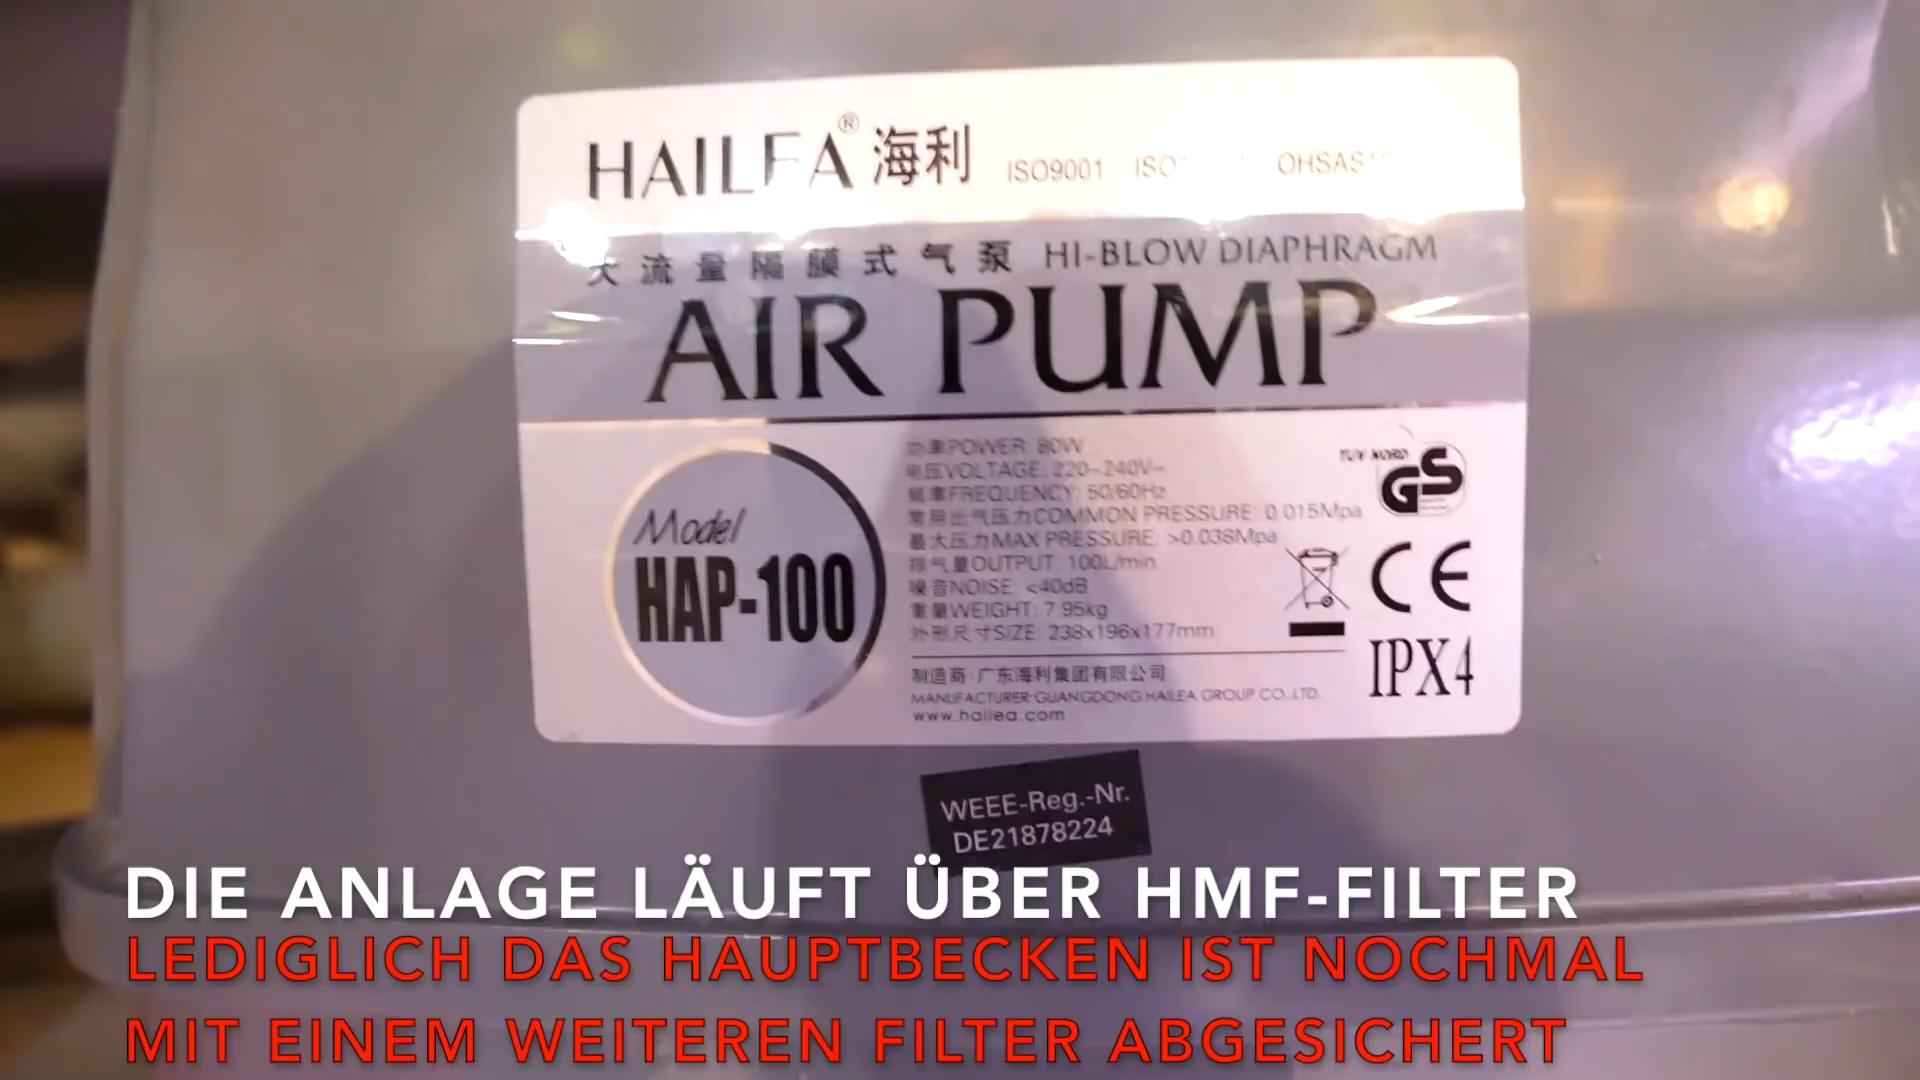 HAILEA® 海利 ISO9001
大流量隔膜式气泵 HI-BLOW DIAPHRAGM
AIR PUMP
Model
HAP-100
功率POWER: 80W
电压VOLTAGE: 220-240V~
频率FREQUENCY: 50/60Hz
常用出气压力COMMON PRESSURE: 0.015Mpa
最大压力MAX PRESSURE: >0.038Mpa
排气量OUTPUT: 100L/min
噪音NOISE: <40dB
重量WEIGHT: 7.95kg
外形尺寸SIZE: 238x196x177mm
制造商:广东海利集团有限公司
MANUFACTURER:GUANGDONG HAILEA GROUP CO.,LTD.
www.hailea.com
TUV NORD
GS
CE
IPX4
WEEE-Reg.-Nr.
DE21878224
DIE ANLAGE LÄUFT ÜBER HMF-FILTER
LEDIGLICH DAS HAUPTBECKEN IST NOCHMAL
MIT EINEM WEITEREN FILTER ABGESICHERT